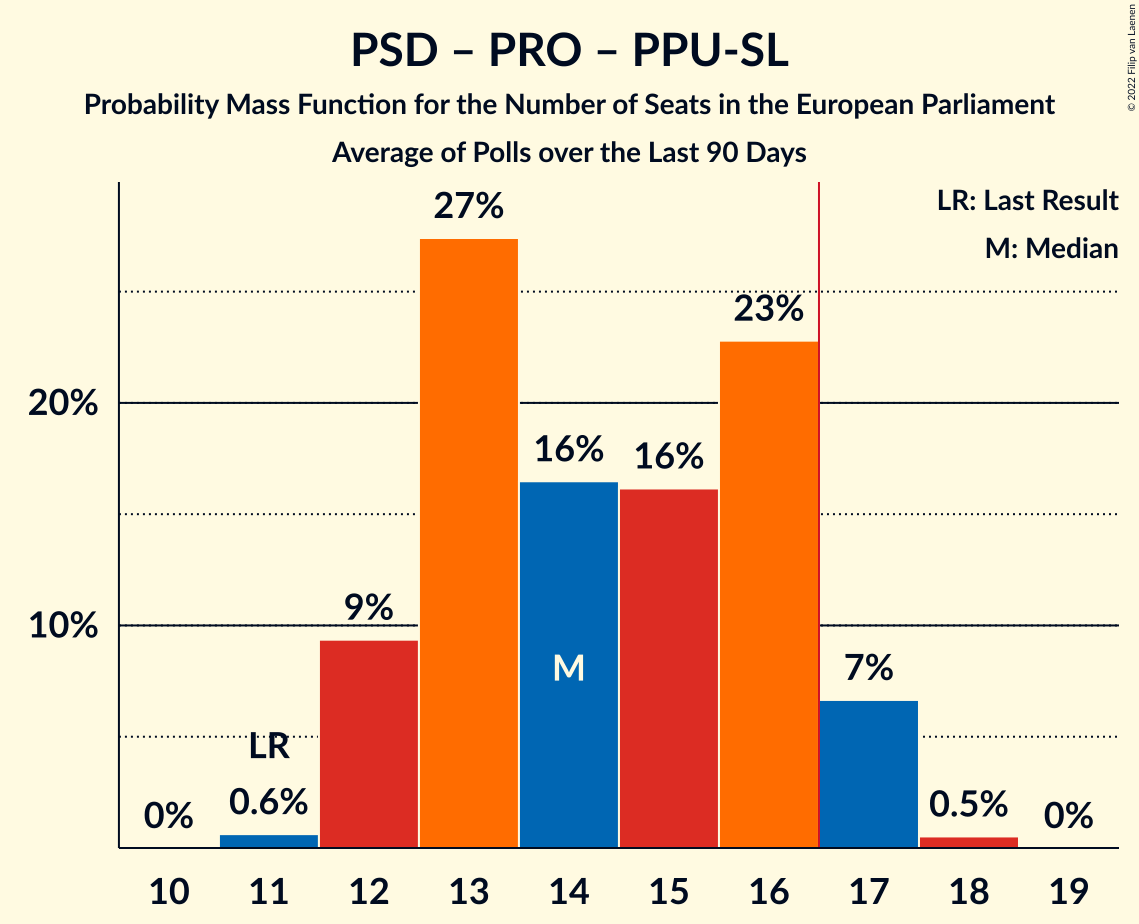 PSD – PRO – PPU-SL
Probability Mass Function for the Number of Seats in the European Parliament
Average of Polls over the Last 90 Days
© 2022 Filip van Laenen
LR: Last Result
M: Median
27%
23%
20%
16%
16%
10%
9%
M
7%
LR
0%
0.6%
0.5%
0%
10 11 12 13 14 15 16 17 18 19